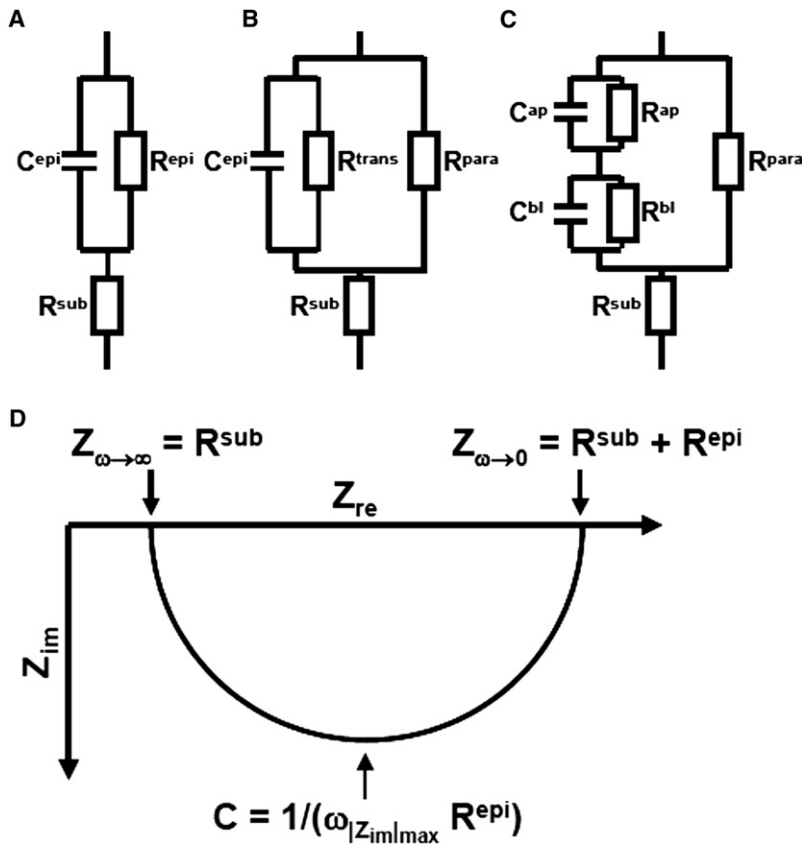 A
B
C
Cepi
Repi
Rsub
Cepi
Rtrans
Rpara
Rsub
Cap
Rap
Cbl
Rbl
Rpara
Rsub
D
Zω→∞ = Rsub
Zω→0 = Rsub + Repi
Zre
Zim
C = 1/(ω|Zim|max Repi)